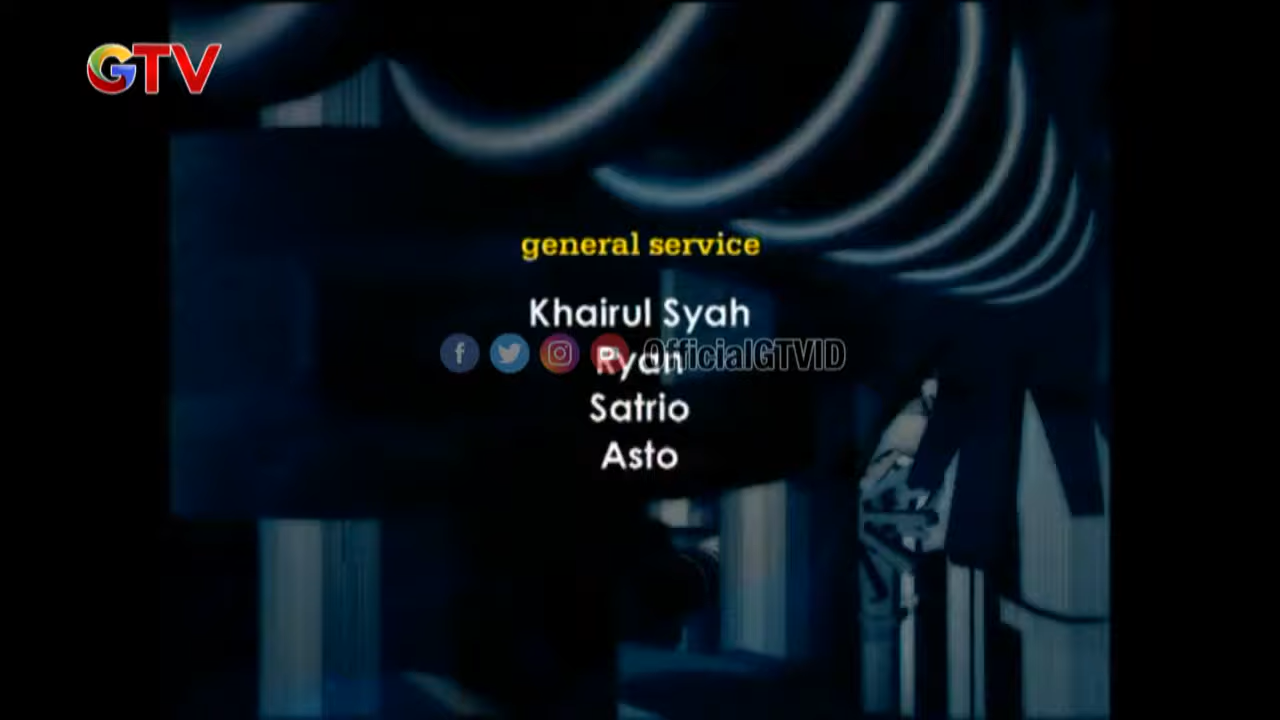 GTV
general service
Khairul Syah
Ryan
OfficialGTVID
Satrio
Asto